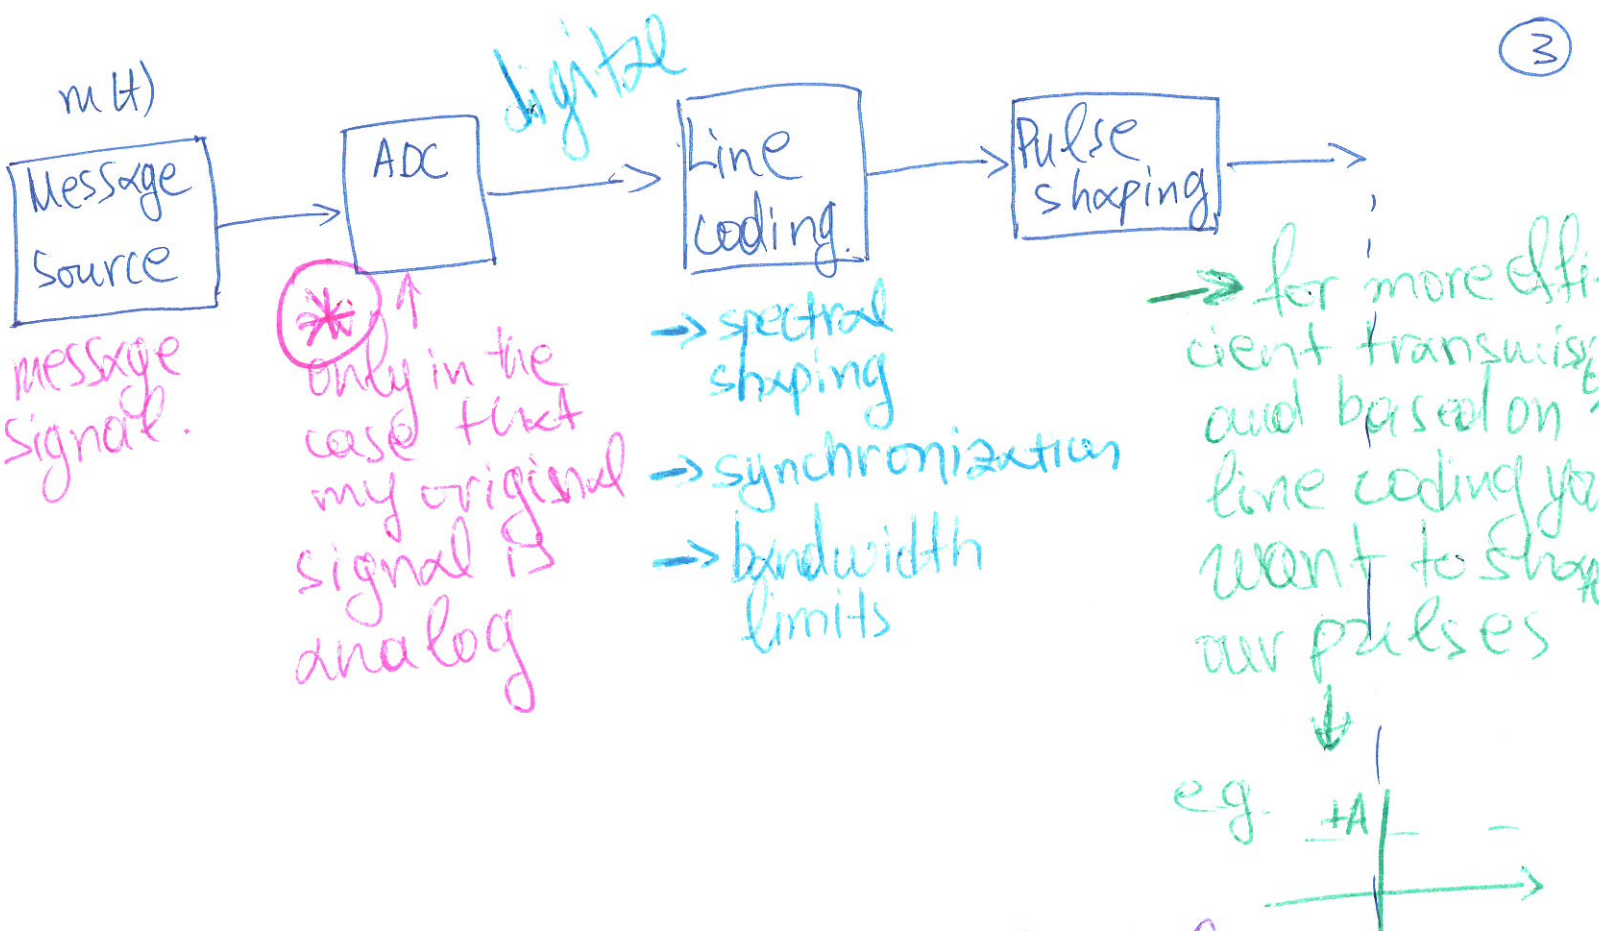 3
m(t)
Message
Source
ADC
digital
Line
coding.
Pulse
shaping
message
signal.
*
only in the
case that
my original
signal is
analog
→ spectral
shaping
→ synchronization
→ bandwidth
limits
→ for more effi-
cient transmiss
and based on
line coding yo
want to shap
our pulses
e.g.
+A